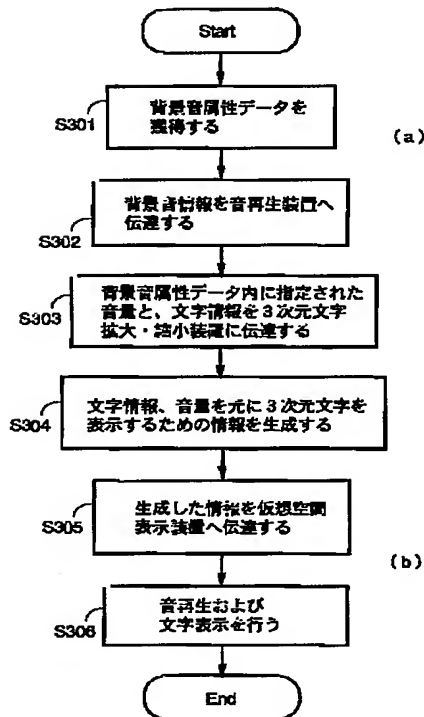 Start
S301
背景音属性データを
獲得する
(a)
S302
背景音情報を音再生装置へ
伝達する
S303
背景音属性データ内に指定された
音量と、文字情報を3次元文字
拡大・縮小装置に伝達する
S304
文字情報、音量を元に3次元文字を
表示するための情報を生成する
S305
生成した情報を仮想空間
表示装置へ伝達する
(b)
S306
音再生および
文字表示を行う
End